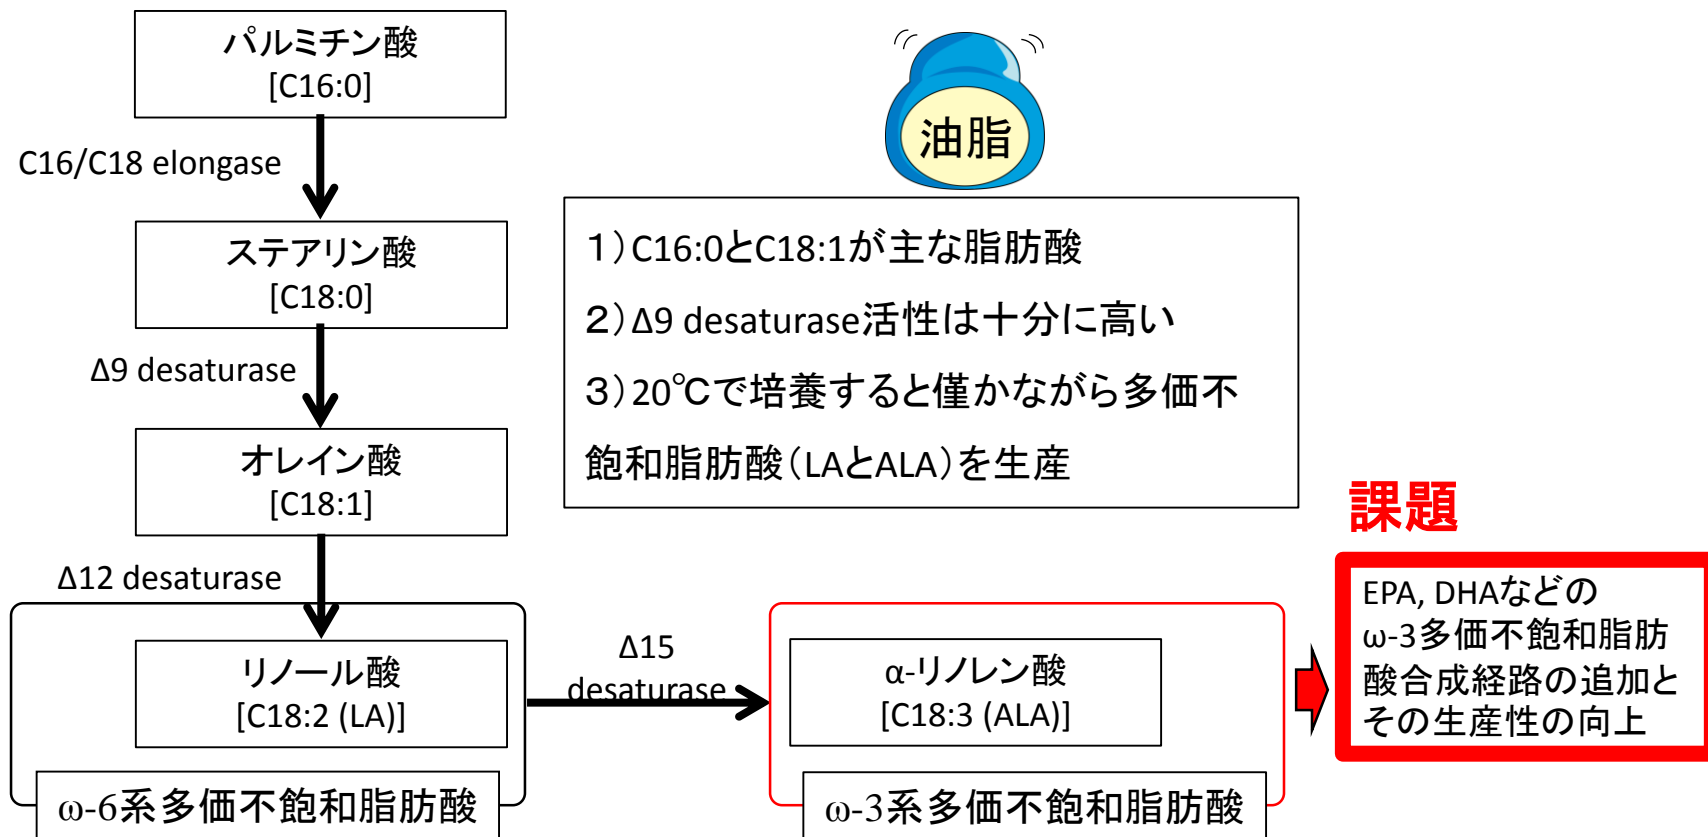 パルミチン酸
[C16:0]
C16/C18 elongase
ステアリン酸
[C18:0]
Δ9 desaturase
オレイン酸
[C18:1]
Δ12 desaturase
リノール酸
[C18:2 (LA)]
ω-6系多価不飽和脂肪酸
Δ15
desaturase
α-リノレン酸
[C18:3 (ALA)]
ω-3系多価不飽和脂肪酸
油脂
1）C16:0とC18:1が主な脂肪酸
2）Δ9 desaturase活性は十分に高い
3）20℃で培養すると僅かながら多価不
飽和脂肪酸（LAとALA）を生産
課題
EPA, DHAなどの
ω-3多価不飽和脂肪
酸合成経路の追加と
その生産性の向上